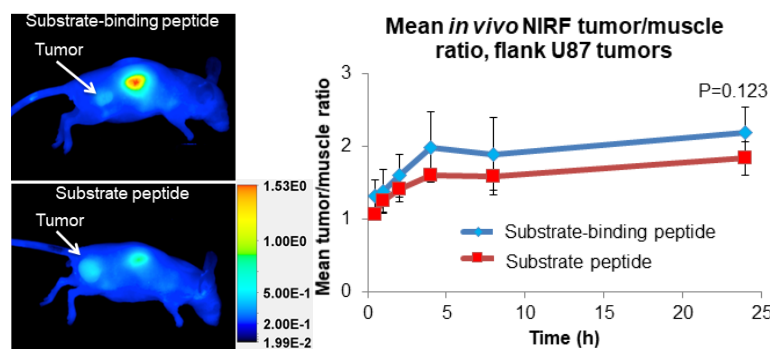 Substrate-binding peptide
Tumor
Substrate peptide
Tumor
1.53E0
1.00E0
5.00E-1
2.00E-1
1.99E-2
Mean in vivo NIRF tumor/muscle
ratio, flank U87 tumors
Mean tumor/muscle ratio
3
2
1
0
P=0.123
Substrate-binding peptide
Substrate peptide
0 5 10 15 20 25
Time (h)